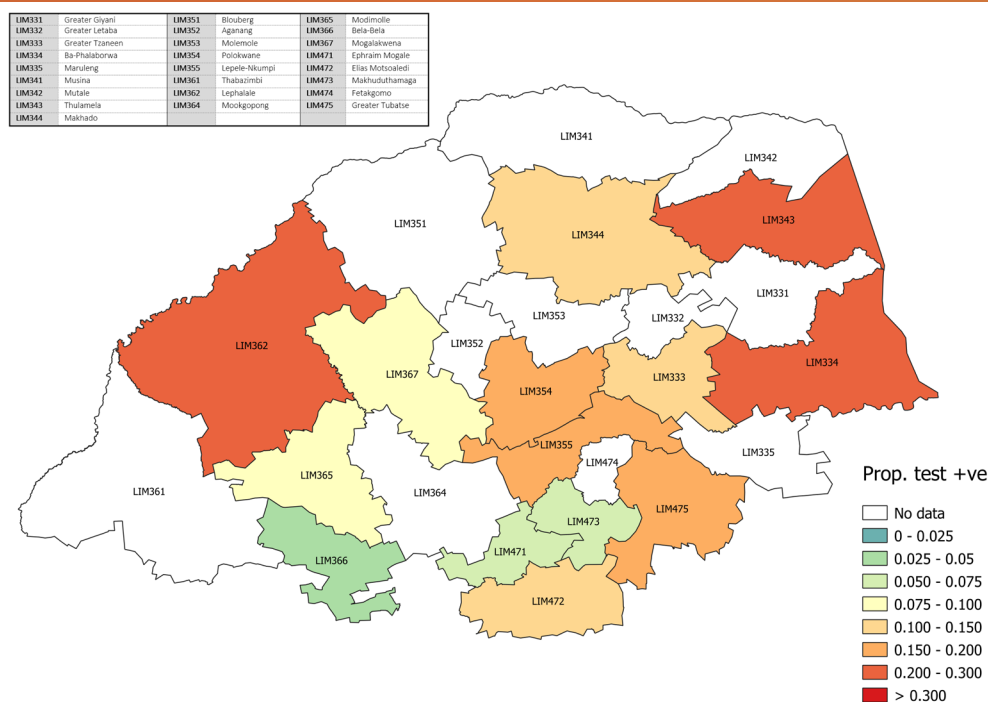 LIM331 Greater Giyani LIM351 Blouberg LIM365 Modimolle
LIM332 Greater Letaba LIM352 Aganang LIM366 Bela-Bela
LIM333 Greater Tzaneen LIM353 Molemole LIM367 Mogalakwena
LIM334 Ba-Phalaborwa LIM354 Polokwane LIM471 Ephraim Mogale
LIM335 Maruleng LIM355 Lepele-Nkumpi LIM472 Elias Motsoaledi
LIM341 Musina LIM361 Thabazimbi LIM473 Makhuduthamaga
LIM342 Mutale LIM362 Lephalale LIM474 Fetakgomo
LIM343 Thulamela LIM364 Mookgopong LIM475 Greater Tubatse
LIM344 Makhado
LIM341
LIM342
LIM343
LIM351
LIM344
LIM331
LIM353
LIM332
LIM352
LIM362
LIM334
LIM367
LIM333
LIM354
LIM355
LIM335
LIM474
LIM365
LIM361
LIM364
LIM475
LIM473
LIM471
LIM366
LIM472
Prop. test +ve
No data
0 - 0.025
0.025 - 0.05
0.050 - 0.075
0.075 - 0.100
0.100 - 0.150
0.150 - 0.200
0.200 - 0.300
> 0.300